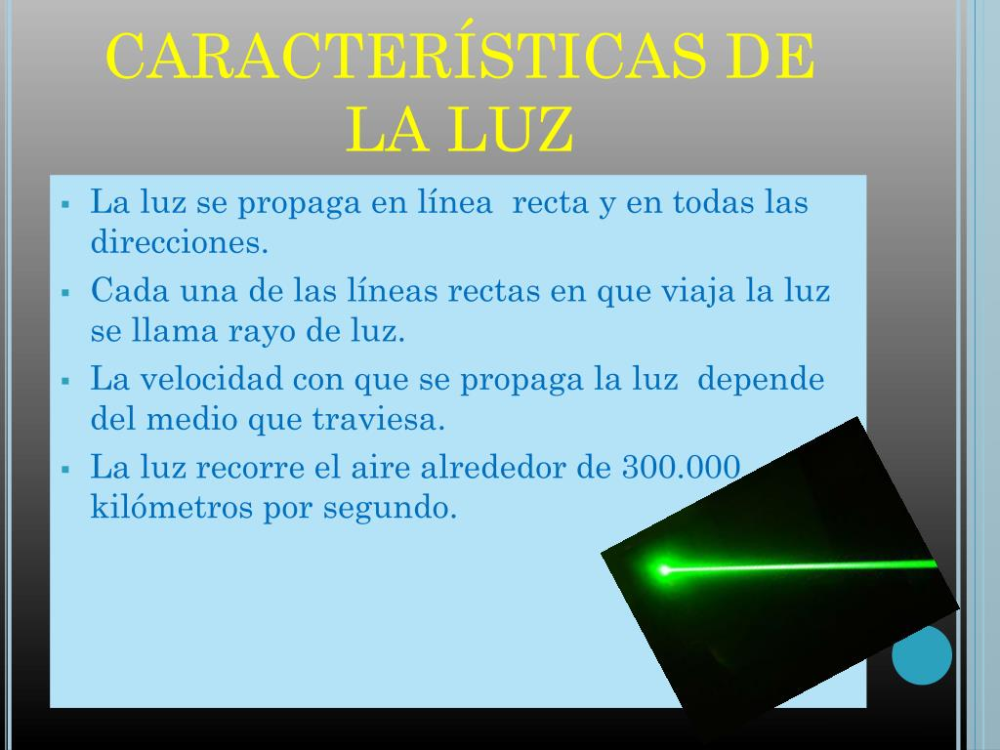 CARACTERÍSTICAS DE
LA LUZ
▪ La luz se propaga en línea  recta y en todas las
direcciones.
▪ Cada una de las líneas rectas en que viaja la luz
se llama rayo de luz.
▪ La velocidad con que se propaga la luz  depende
del medio que traviesa.
▪ La luz recorre el aire alrededor de 300.000
kilómetros por segundo.